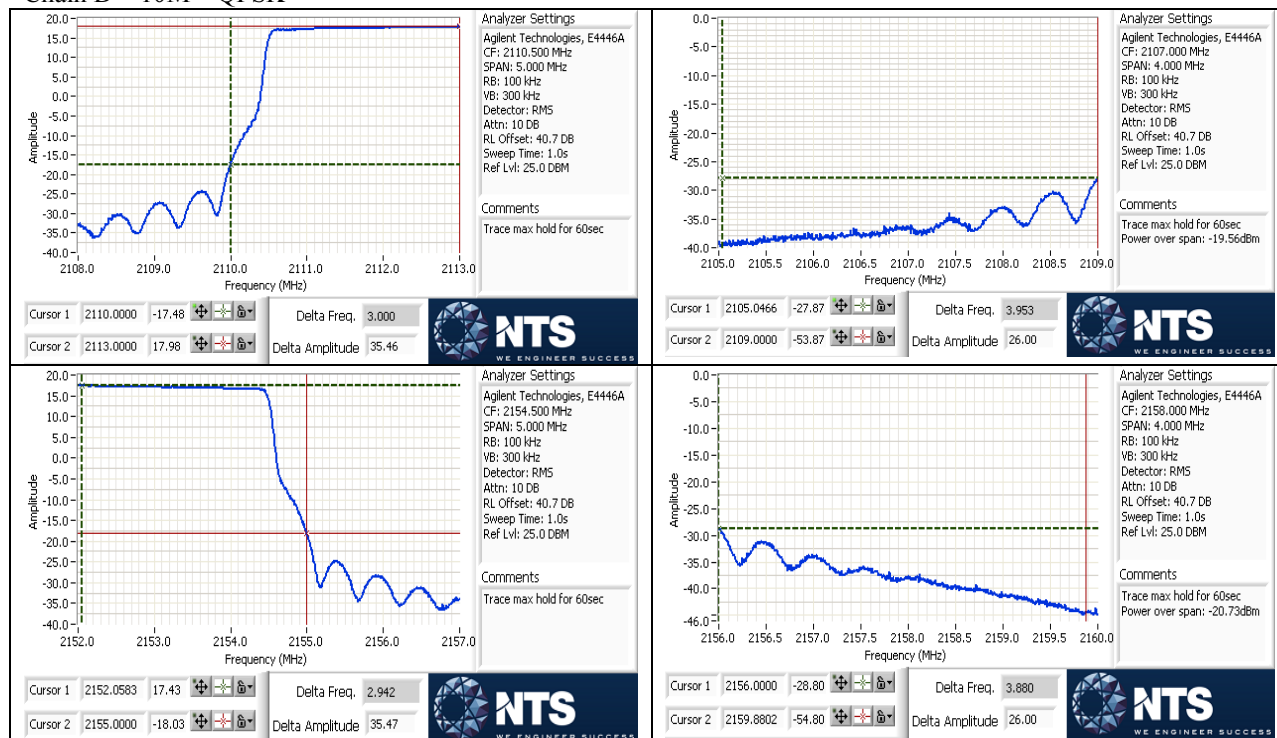 Chain B – 10M – QPSK
20.0
15.0
10.0
5.0
0.0
-5.0
-10.0
-15.0
-20.0
-25.0
-30.0
-35.0
-40.0
Amplitude
2108.0 2109.0 2110.0 2111.0 2112.0 2113.0
Frequency (MHz)
Analyzer Settings
Agilent Technologies, E4446A
CF: 2110.500 MHz
SPAN: 5.000 MHz
RB: 100 kHz
VB: 300 kHz
Detector: RMS
Attn: 10 DB
RL Offset: 40.7 DB
Sweep Time: 1.0s
Ref Lvl: 25.0 DBM
Comments
Trace max hold for 60sec
Cursor 1 2110.0000 -17.48
Cursor 2 2113.0000 17.98
Delta Freq. 3.000
Delta Amplitude 35.46
NTS
WE ENGINEER SUCCESS
0.0
-5.0
-10.0
-15.0
-20.0
-25.0
-30.0
-35.0
-40.0
Amplitude
2105.0 2105.5 2106.0 2106.5 2107.0 2107.5 2108.0 2108.5 2109.0
Frequency (MHz)
Analyzer Settings
Agilent Technologies, E4446A
CF: 2107.000 MHz
SPAN: 4.000 MHz
RB: 100 kHz
VB: 300 kHz
Detector: RMS
Attn: 10 DB
RL Offset: 40.7 DB
Sweep Time: 1.0s
Ref Lvl: 25.0 DBM
Comments
Trace max hold for 60sec
Power over span: -19.56dBm
Cursor 1 2105.0466 -27.87
Cursor 2 2109.0000 -53.87
Delta Freq. 3.953
Delta Amplitude 26.00
NTS
WE ENGINEER SUCCESS
20.0
15.0
10.0
5.0
0.0
-5.0
-10.0
-15.0
-20.0
-25.0
-30.0
-35.0
-40.0
Amplitude
2152.0 2153.0 2154.0 2155.0 2156.0 2157.0
Frequency (MHz)
Analyzer Settings
Agilent Technologies, E4446A
CF: 2154.500 MHz
SPAN: 5.000 MHz
RB: 100 kHz
VB: 300 kHz
Detector: RMS
Attn: 10 DB
RL Offset: 40.7 DB
Sweep Time: 1.0s
Ref Lvl: 25.0 DBM
Comments
Trace max hold for 60sec
Cursor 1 2152.0583 17.43
Cursor 2 2155.0000 -18.03
Delta Freq. 2.942
Delta Amplitude 35.47
NTS
WE ENGINEER SUCCESS
0.0
-5.0
-10.0
-15.0
-20.0
-25.0
-30.0
-35.0
-40.0
-46.0
Amplitude
2156.0 2156.5 2157.0 2157.5 2158.0 2158.5 2159.0 2159.5 2160.0
Frequency (MHz)
Analyzer Settings
Agilent Technologies, E4446A
CF: 2158.000 MHz
SPAN: 4.000 MHz
RB: 100 kHz
VB: 300 kHz
Detector: RMS
Attn: 10 DB
RL Offset: 40.7 DB
Sweep Time: 1.0s
Ref Lvl: 25.0 DBM
Comments
Trace max hold for 60sec
Power over span: -20.73dBm
Cursor 1 2156.0000 -28.80
Cursor 2 2159.8802 -54.80
Delta Freq. 3.880
Delta Amplitude 26.00
NTS
WE ENGINEER SUCCESS